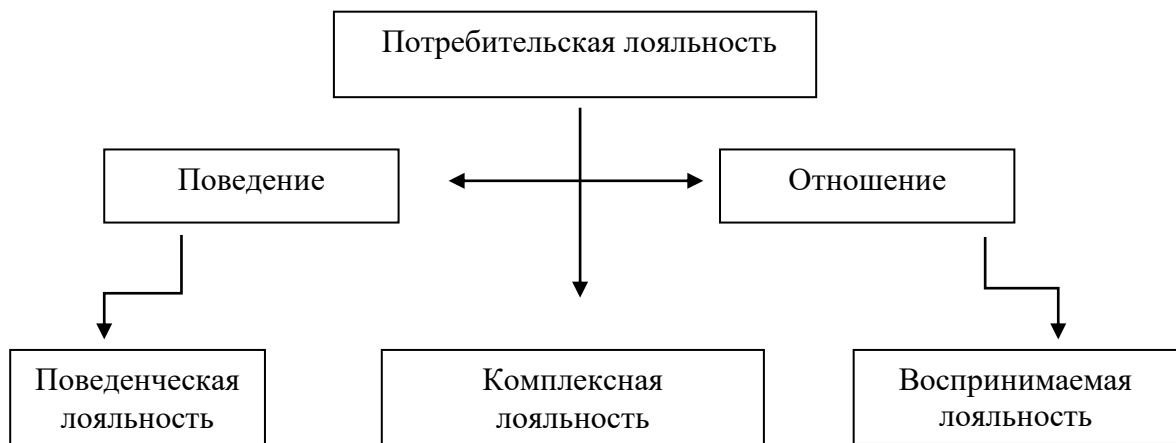 Потребительская лояльность
Поведение
Отношение
Поведенческая
лояльность
Комплексная
лояльность
Воспринимаемая
лояльность